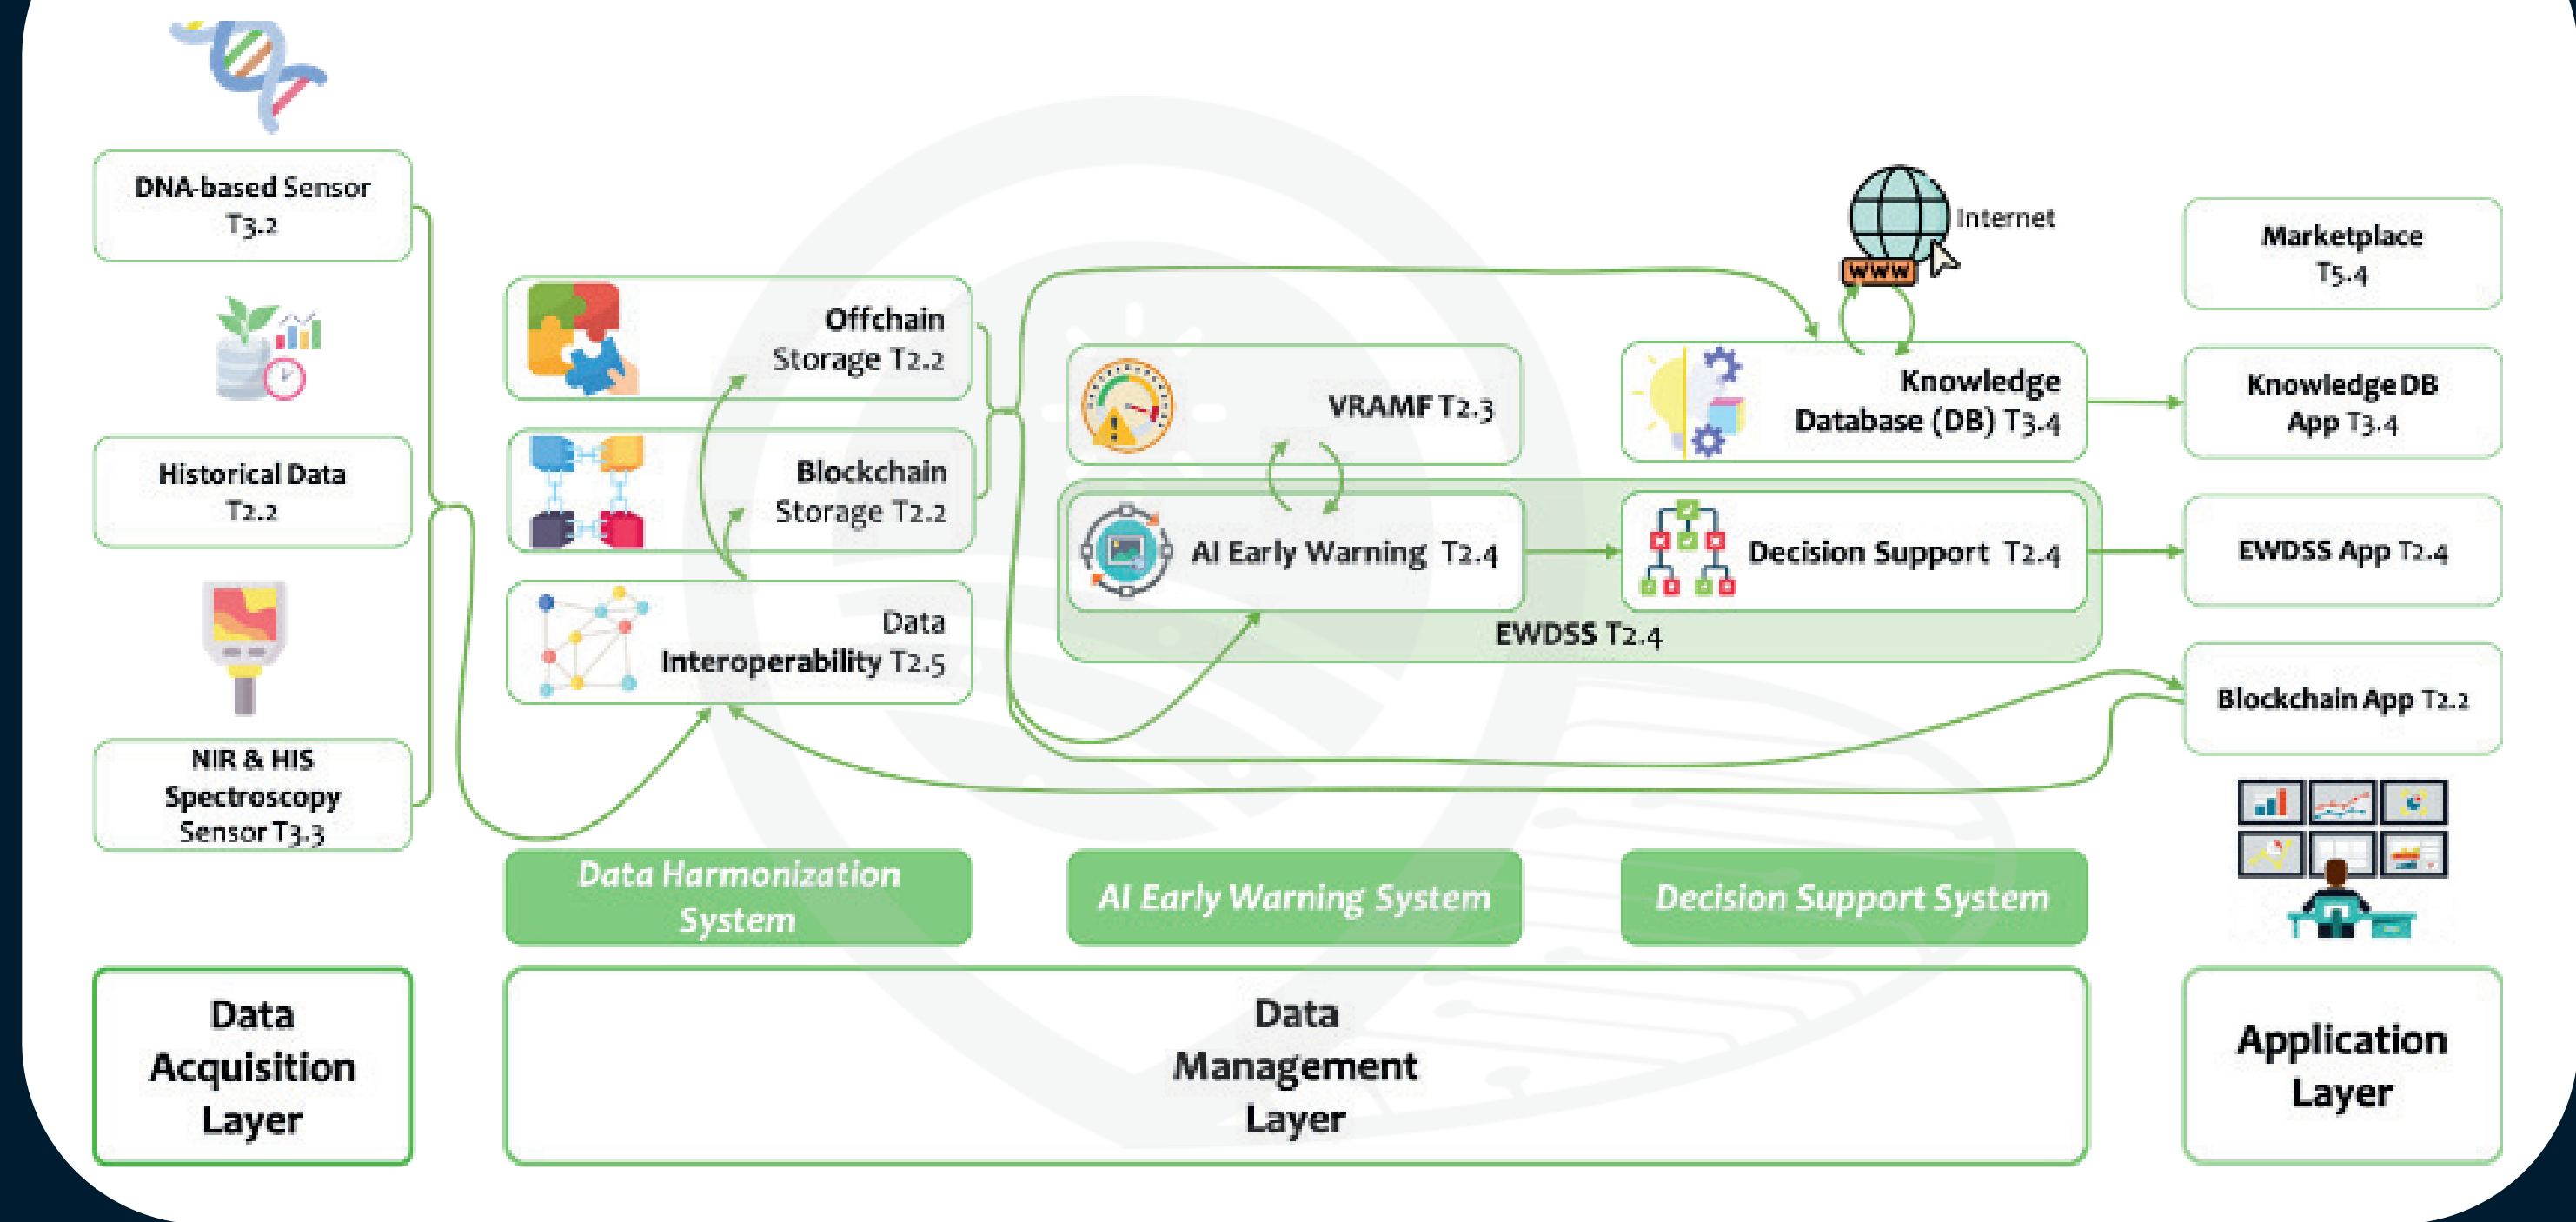 DNA-based Sensor
T3.2
Historical Data
T2.2
NIR & HIS
Spectroscopy
Sensor T3.3
Offchain
Storage T2.2
Blockchain
Storage T2.2
Data
Interoperability T2.5
VRAMF T2.3
AI Early Warning T2.4
Internet
www
Knowledge
Database (DB) T3.4
Decision Support T2.4
EWDSS T2.4
Marketplace
T5.4
Knowledge DB
App T3.4
EWDSS App T2.4
Blockchain App T2.2
Data Harmonization
System
AI Early Warning System
Decision Support System
Data
Acquisition
Layer
Data
Management
Layer
Application
Layer